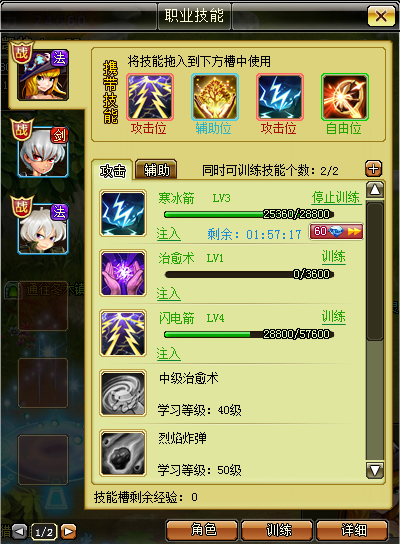 职业技能
战
法
战
剑
战
法
携带技能
将技能拖入到下方槽中使用
攻击位
辅助位
攻击位
自由位
攻击
辅助
同时可训练技能个数：2/2
寒冰箭 LV3 停止训练
25360/28800
注入 剩余：01:57:17 60
治愈术 LV1 训练
0/3600
注入
闪电箭 LV4 训练
28800/57600
注入
中级治愈术
学习等级：40级
烈焰炸弹
学习等级：50级
技能槽剩余经验：0
1/2
角色
训练
详细